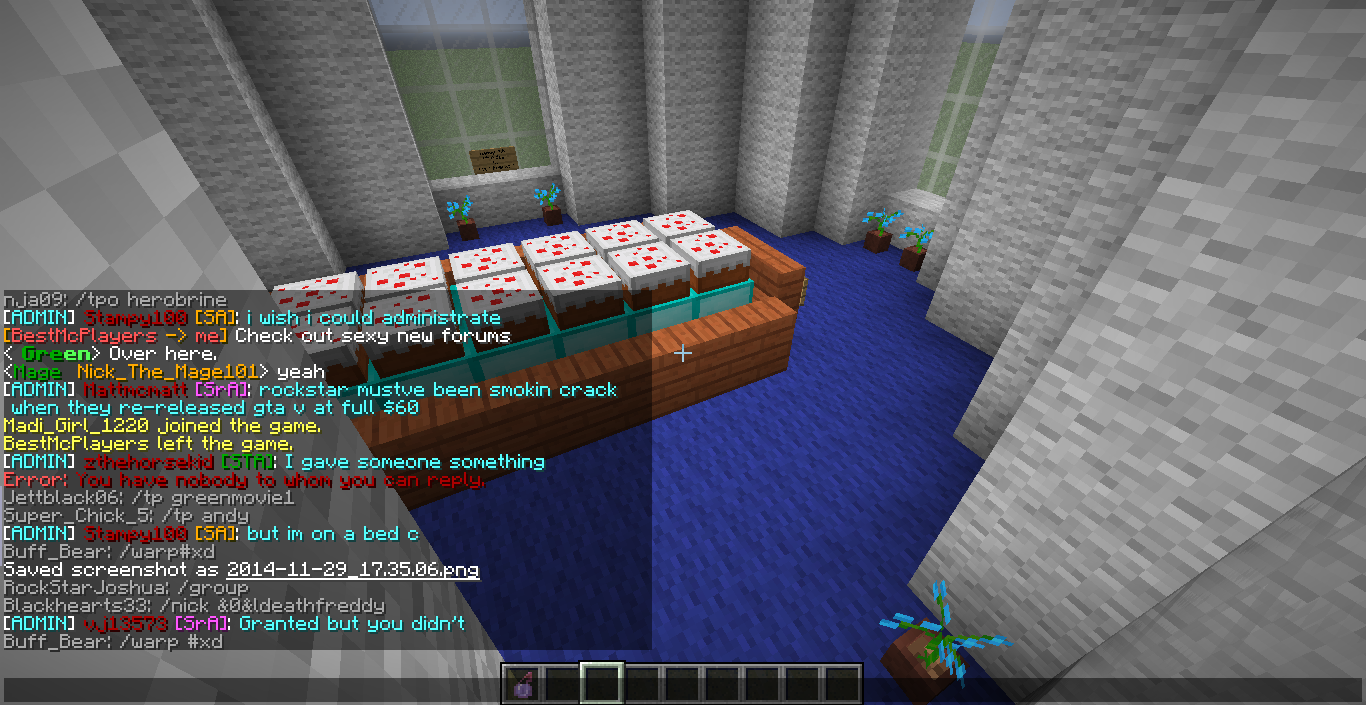 nja09: /tpo herobrine
[ADMIN] Stampy100 [SA]: i wish i could administrate
[BestMcPlayers -> me] Check out sexy new forums
< Green> Over here.
<Mage Nick_The_Mage101> yeah
[ADMIN] Mattmcmatt [SrA]: rockstar mustve been smokin crack
when they re-released gta v at full $60
Madi_Girl_1220 joined the game.
BestMcPlayers left the game.
[ADMIN] zthehorsekid [STA]: I gave someone something
Error: You have nobody to whom you can reply.
Jettblack06: /tp greenmovie1
Super_Chick_5: /tp andy
[ADMIN] Stampy100 [SA]: but im on a bed c
Buff_Bear: /warp#xd
Saved screenshot as 2014-11-29_17.35.06.png
RockStarJoshua: /group
Blackhearts33: /nick &0&ldeathfreddy
[ADMIN] vj13573 [SrA]: Granted but you didn't
Buff_Bear: /warp #xd